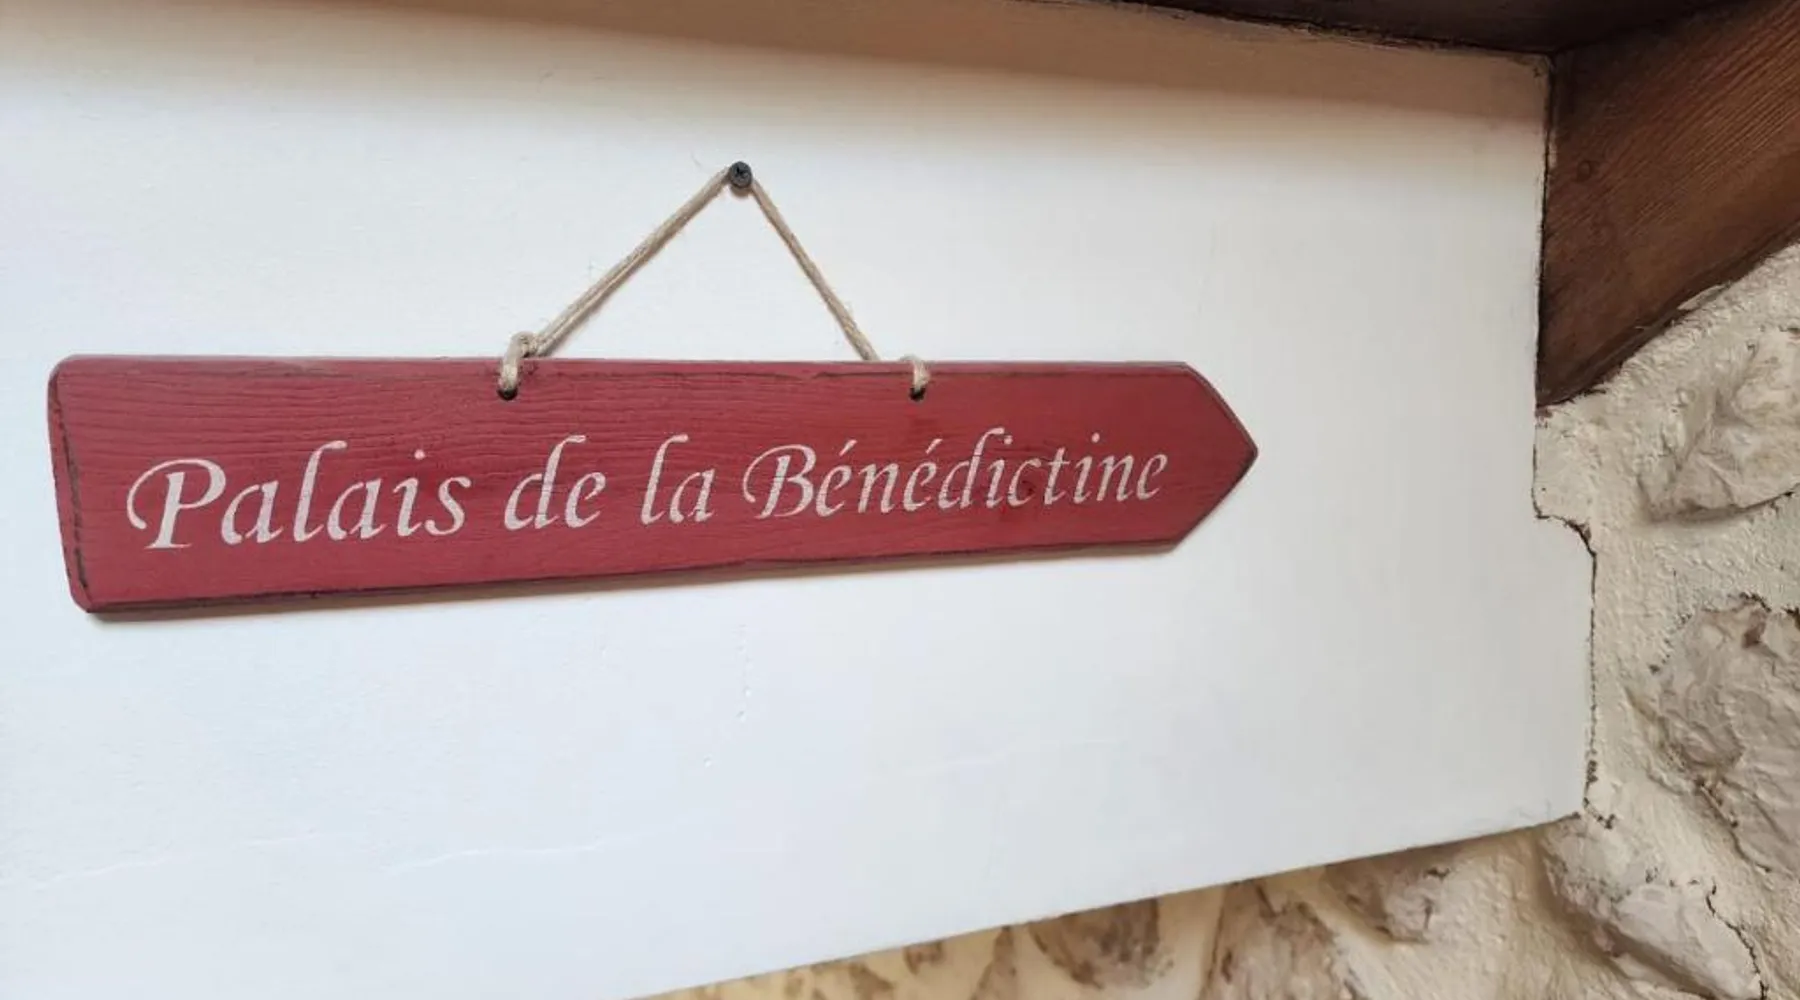 Palais de la Bénédictine